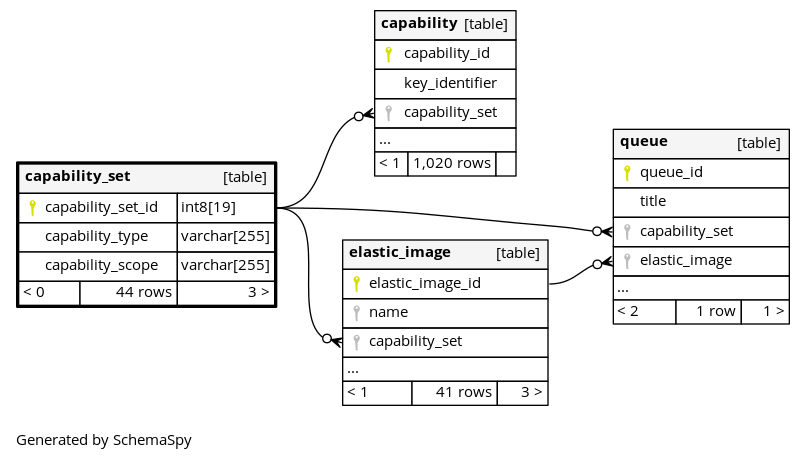 capability [table]
capability_id
key_identifier
capability_set
...
< 1 1,020 rows
capability_set [table]
capability_set_id int8[19]
capability_type varchar[255]
capability_scope varchar[255]
< 0 44 rows 3 >
elastic_image [table]
elastic_image_id
name
capability_set
...
< 1 41 rows 3 >
queue [table]
queue_id
title
capability_set
elastic_image
...
< 2 1 row 1 >
Generated by SchemaSpy